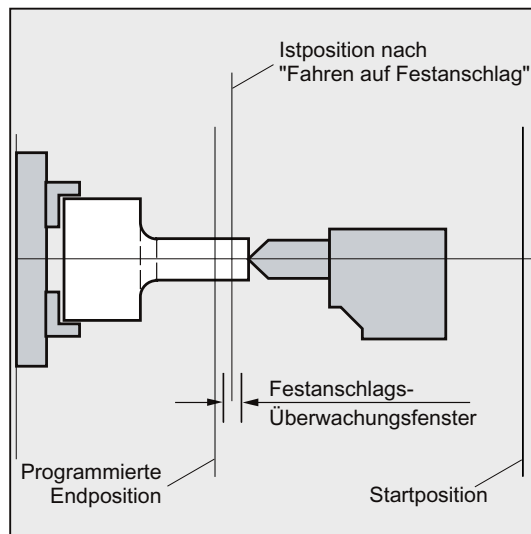 Istposition nach
"Fahren auf Festanschlag"
Festanschlags-
Überwachungsfenster
Programmierte
Endposition
Startposition